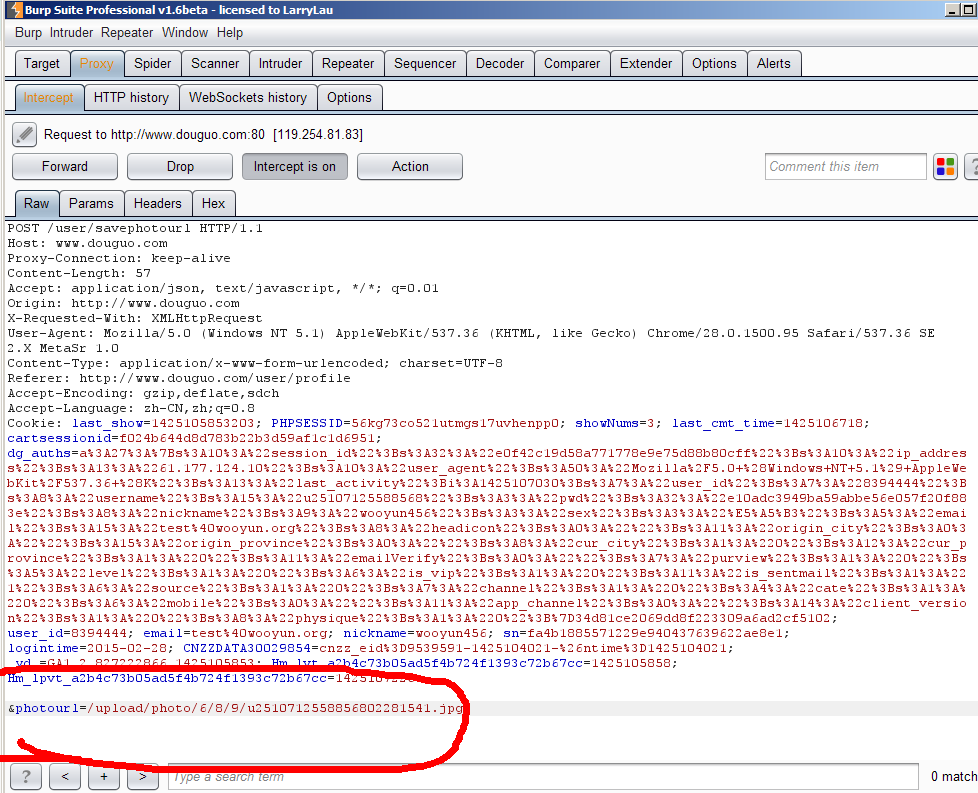 Burp Suite Professional v1.6beta - licensed to LarryLau
Burp Intruder Repeater Window Help
Target Proxy Spider Scanner Intruder Repeater Sequencer Decoder Comparer Extender Options Alerts
Intercept HTTP history WebSockets history Options
Request to http://www.douguo.com:80 [119.254.81.83]
Forward Drop Intercept is on Action Comment this item ?
Raw Params Headers Hex
POST /user/savephotourl HTTP/1.1
Host: www.douguo.com
Proxy-Connection: keep-alive
Content-Length: 57
Accept: application/json, text/javascript, */*; q=0.01
Origin: http://www.douguo.com
X-Requested-With: XMLHttpRequest
User-Agent: Mozilla/5.0 (Windows NT 5.1) AppleWebKit/537.36 (KHTML, like Gecko) Chrome/28.0.1500.95 Safari/537.36 SE
2.X MetaSr 1.0
Content-Type: application/x-www-form-urlencoded; charset=UTF-8
Referer: http://www.douguo.com/user/profile
Accept-Encoding: gzip,deflate,sdch
Accept-Language: zh-CN,zh;q=0.8
Cookie: last_show=1425105853203; PHPSESSID=56kg73co521utmgs17uvhenpp0; showNums=3; last_cmt_time=1425106718;
cartsessionid=f024b644d8d783b22b3d59af1c1d6951;
dg_auths=a%3A27%3A%7Bs%3A10%3A%22session_id%22%3Bs%3A32%3A%22e0f42c19d58a771778e9e75d88b80cff%22%3Bs%3A10%3A%22ip_addres
s%22%3Bs%3A13%3A%2261.177.124.10%22%3Bs%3A10%3A%22user_agent%22%3Bs%3A50%3A%22Mozilla%2F5.0+%28Windows+NT+5.1%29+AppleWe
bKit%2F537.36+%28K%22%3Bs%3A13%3A%22last_activity%22%3Bi%3A1425107030%3Bs%3A7%3A%22user_id%22%3Bs%3A7%3A%228394444%22%3B
s%3A8%3A%22username%22%3Bs%3A15%3A%22u25107125588568%22%3Bs%3A3%3A%22pwd%22%3Bs%3A32%3A%22e10adc3949ba59abbe56e057f20f88
3e%22%3Bs%3A8%3A%22nickname%22%3Bs%3A9%3A%22wooyun456%22%3Bs%3A3%3A%22sex%22%3Bs%3A3%3A%22%E5%A5%B3%22%3Bs%3A5%3A%22emai
l%22%3Bs%3A15%3A%22test%40wooyun.org%22%3Bs%3A8%3A%22headicon%22%3Bs%3A0%3A%22%22%3Bs%3A11%3A%22origin_city%22%3Bs%3A0%3
A%22%22%3Bs%3A15%3A%22origin_province%22%3Bs%3A0%3A%22%22%3Bs%3A8%3A%22cur_city%22%3Bs%3A1%3A%220%22%3Bs%3A12%3A%22cur_p
rovince%22%3Bs%3A1%3A%220%22%3Bs%3A11%3A%22emailVerify%22%3Bs%3A0%3A%22%22%3Bs%3A7%3A%22purview%22%3Bs%3A1%3A%220%22%3Bs
%3A5%3A%22level%22%3Bs%3A1%3A%220%22%3Bs%3A6%3A%22is_vip%22%3Bs%3A1%3A%220%22%3Bs%3A11%3A%22is_sentmail%22%3Bs%3A1%3A%22
1%22%3Bs%3A6%3A%22source%22%3Bs%3A1%3A%220%22%3Bs%3A7%3A%22channel%22%3Bs%3A1%3A%220%22%3Bs%3A4%3A%22cate%22%3Bs%3A1%3A%
220%22%3Bs%3A6%3A%22mobile%22%3Bs%3A0%3A%22%22%3Bs%3A11%3A%22app_channel%22%3Bs%3A0%3A%22%22%3Bs%3A14%3A%22client_versio
n%22%3Bs%3A1%3A%220%22%3Bs%3A8%3A%22physique%22%3Bs%3A1%3A%220%22%3B%7D34d81ce2069dd8f223309a6ad2cf5102;
user_id=8394444; email=test%40wooyun.org; nickname=wooyun456; sn=fa4b1885571229e940437639622ae8e1;
logintime=2015-02-28; CNZZDATA30029854=cnzz_eid%3D9539591-1425104021-%26ntime%3D1425104021;
Hm_lvt_a2b4c73b05ad5f4b724f1393c72b67cc=1425105858;
Hm_lpvt_a2b4c73b05ad5f4b724f1393c72b67cc=
&photourl=/upload/photo/6/8/9/u2510712558856802281541.jpg
? < + > Type a search term 0 match